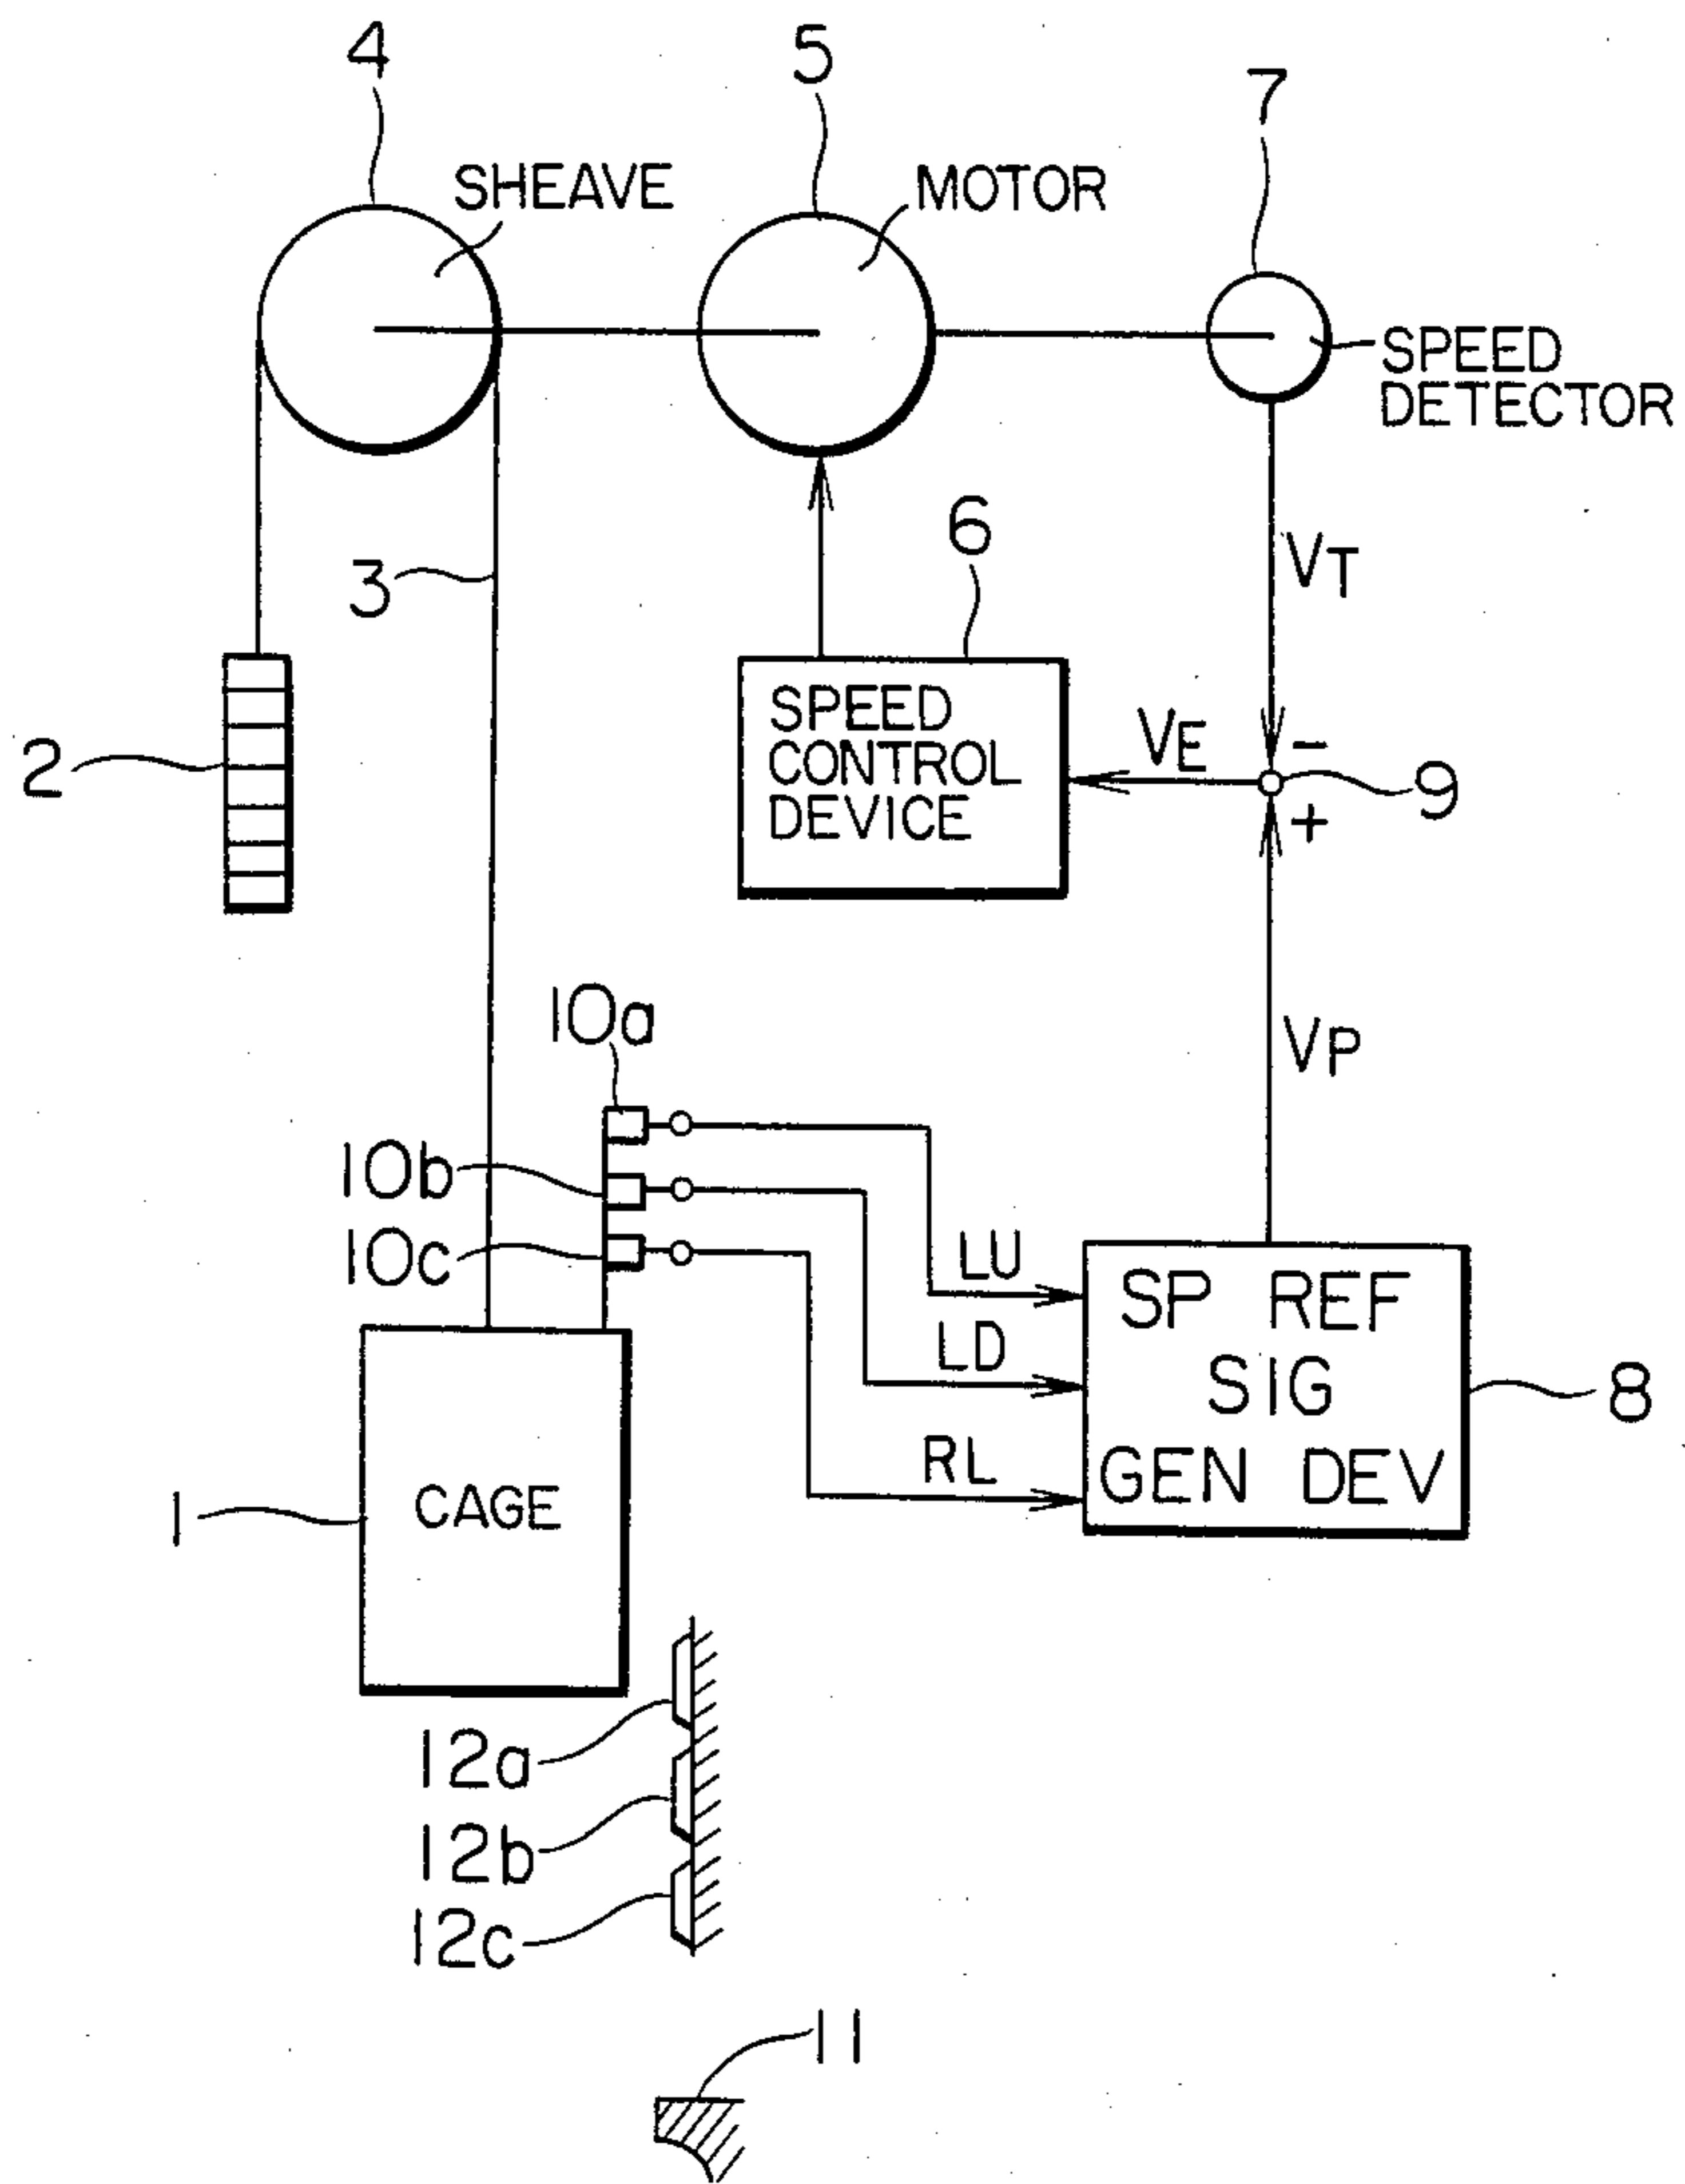 4
5
7
SHEAVE
MOTOR
SPEED
DETECTOR
6
VT
3
SPEED
CONTROL
DEVICE
VE
-
2
9
+
10a
VP
10b
10c
LU
LD
RL
SP REF
SIG
GEN DEV
8
1
CAGE
12a
12b
12c
11